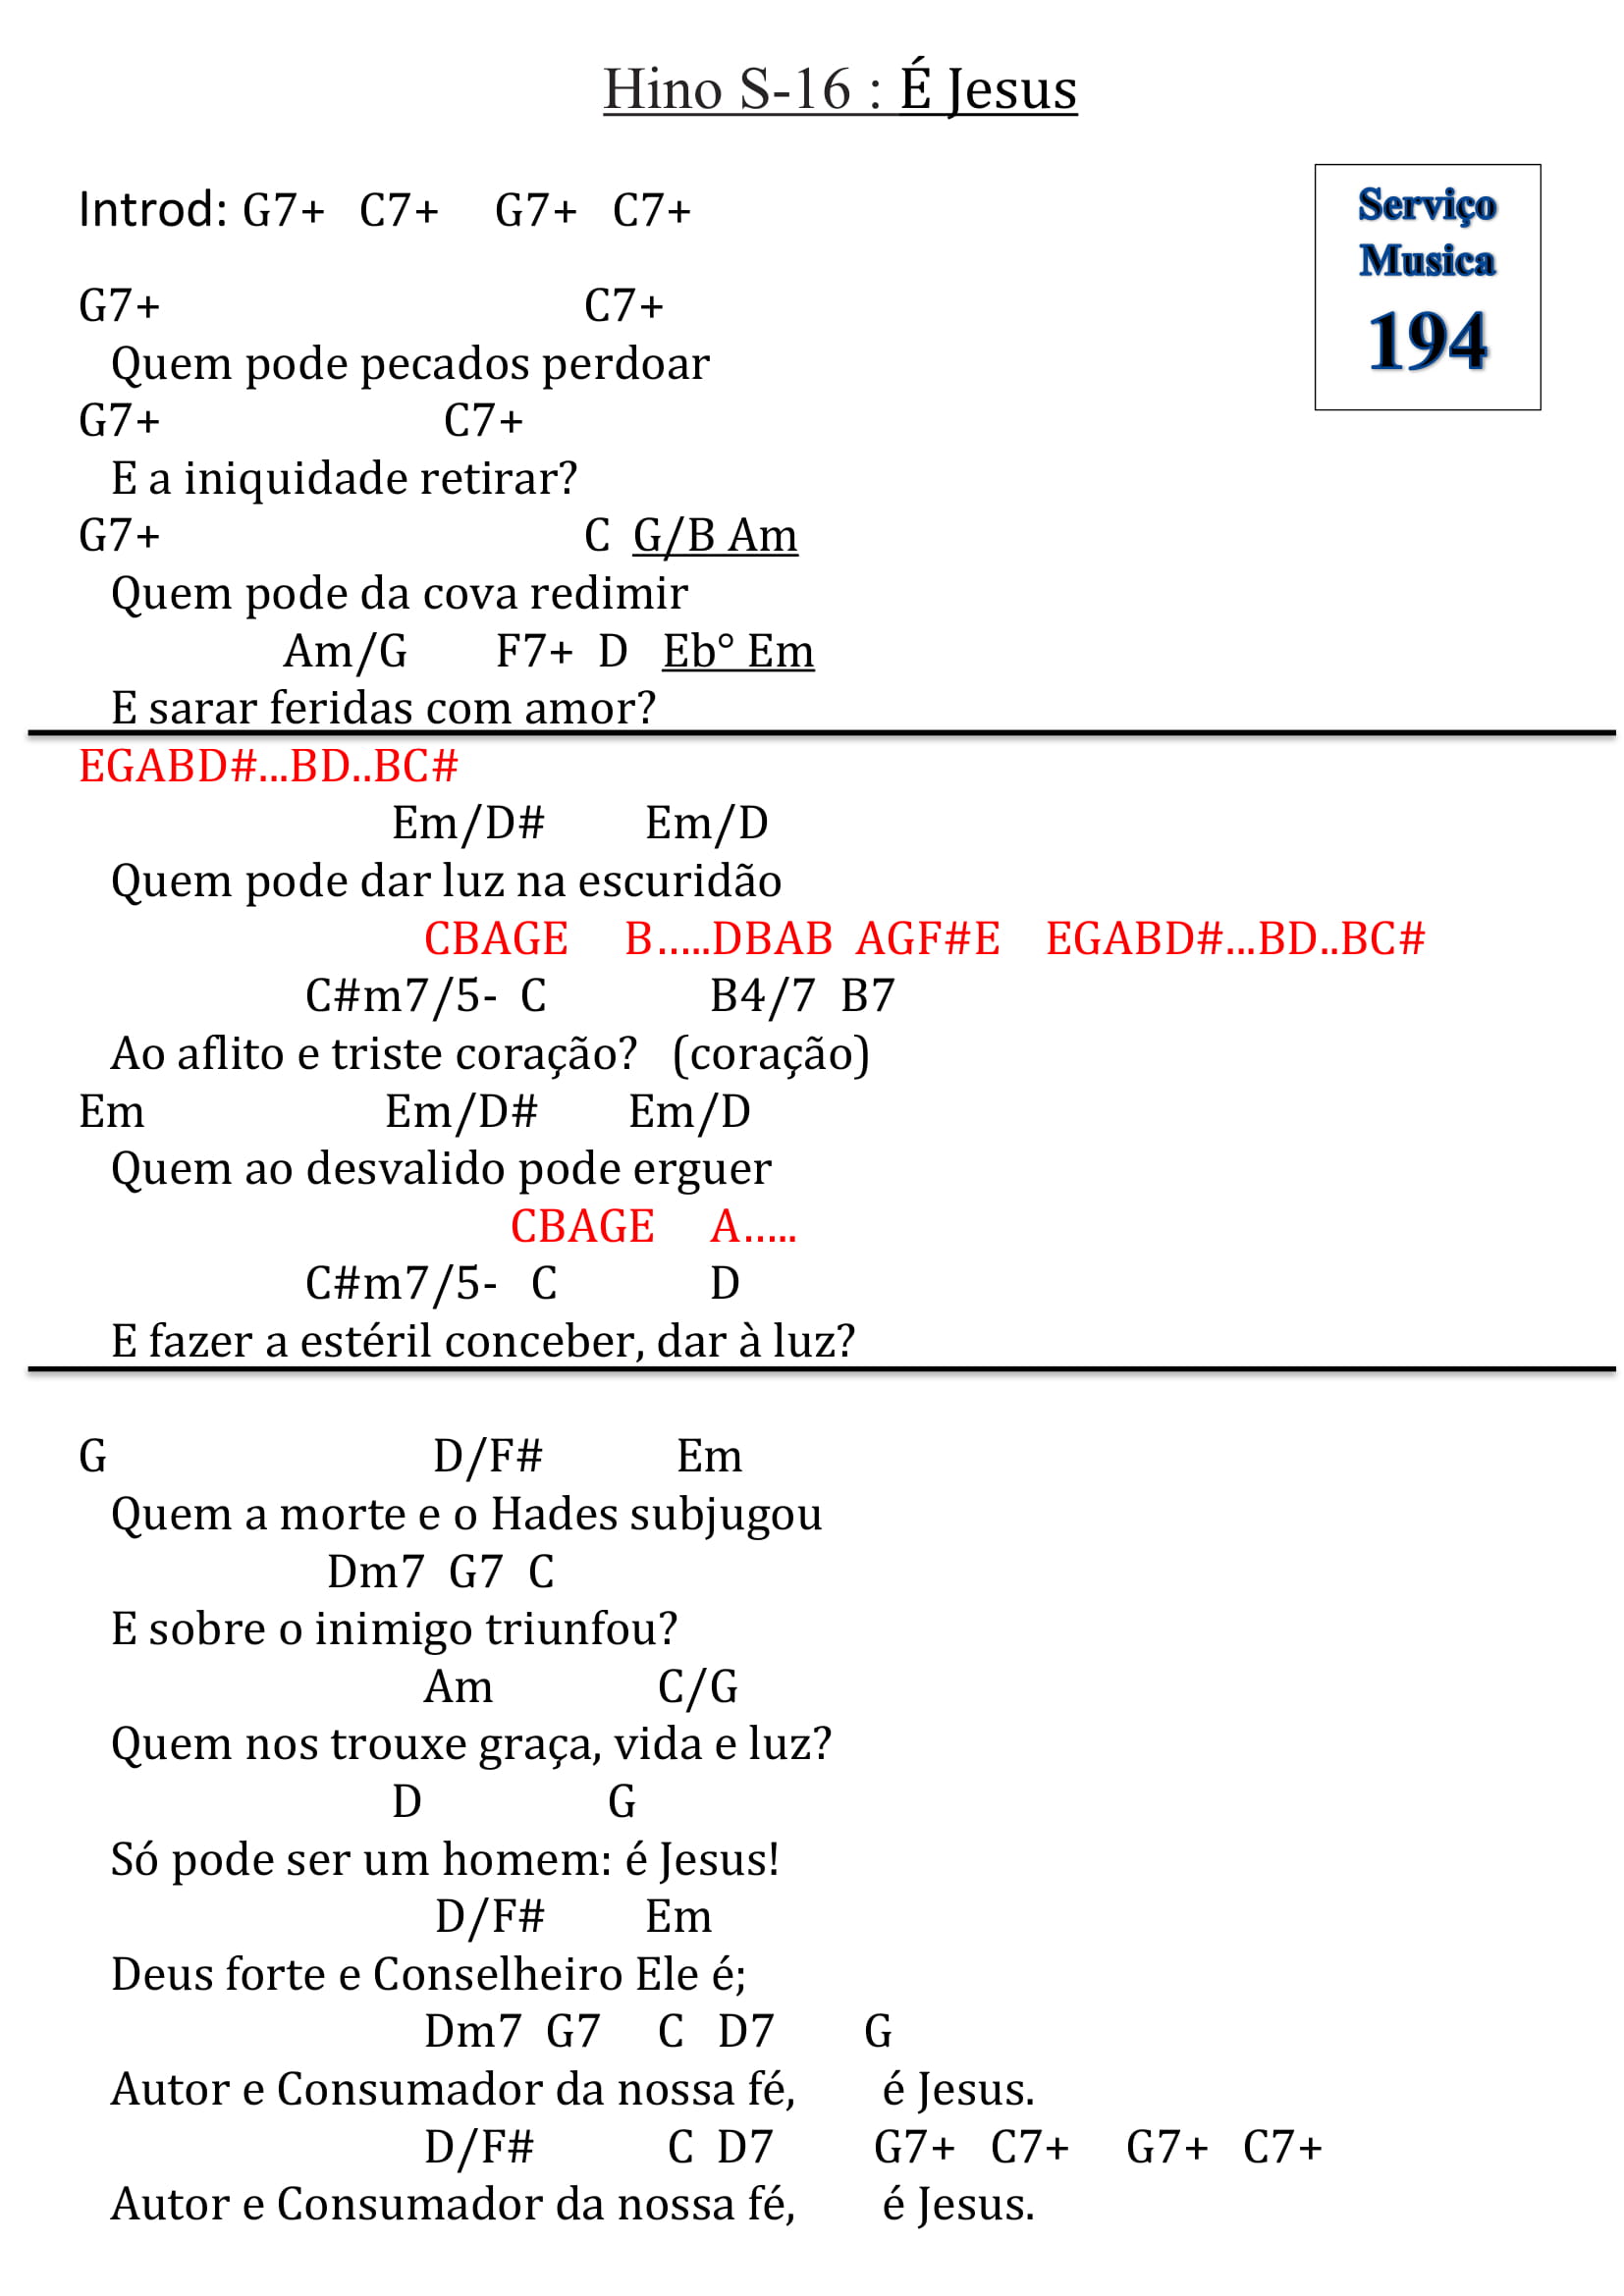 Hino S-16 : É Jesus
Serviço
Musica
194
Introd: G7+ C7+ G7+ C7+
G7+ C7+
Quem pode pecados perdoar
G7+ C7+
E a iniquidade retirar?
G7+ C G/B Am
Quem pode da cova redimir
Am/G F7+ D Eb° Em
E sarar feridas com amor?
EGABD#...BD..BC#
Em/D# Em/D
Quem pode dar luz na escuridão
CBAGE B.....DBAB AGF#E EGABD#...BD..BC#
C#m7/5- C B4/7 B7
Ao aflito e triste coração? (coração)
Em Em/D# Em/D
Quem ao desvalido pode erguer
CBAGE A.....
C#m7/5- C D
E fazer a estéril conceber, dar à luz?
G D/F# Em
Quem a morte e o Hades subjugou
Dm7 G7 C
E sobre o inimigo triunfou?
Am C/G
Quem nos trouxe graça, vida e luz?
D G
Só pode ser um homem: é Jesus!
D/F# Em
Deus forte e Conselheiro Ele é;
Dm7 G7 C D7 G
Autor e Consumador da nossa fé, é Jesus.
D/F# C D7 G7+ C7+ G7+ C7+
Autor e Consumador da nossa fé, é Jesus.